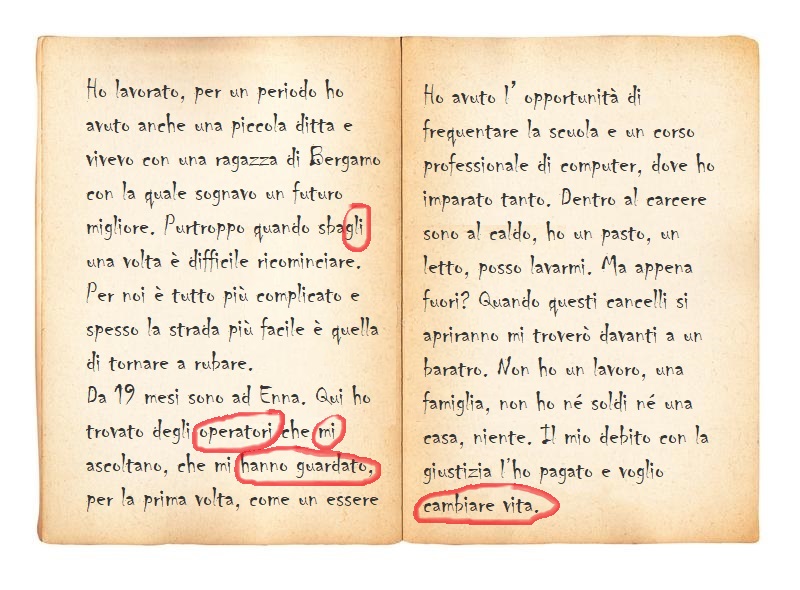 Ho lavorato, per un periodo ho
avuto anche una piccola ditta e
vivevo con una ragazza di Bergamo
con la quale sognavo un futuro
migliore. Purtroppo quando sbagli
una volta è difficile ricominciare.
Per noi è tutto più complicato e
spesso la strada più facile è quella
di tornare a rubare.
Da 19 mesi sono ad Enna. Qui ho
trovato degli operatori che mi
ascoltano, che mi hanno guardato,
per la prima volta, come un essere
Ho avuto l' opportunità di
frequentare la scuola e un corso
professionale di computer, dove ho
imparato tanto. Dentro al carcere
sono al caldo, ho un pasto, un
letto, posso lavarmi. Ma appena
fuori? Quando questi cancelli si
apriranno mi troverò davanti a un
baratro. Non ho un lavoro, una
famiglia, non ho né soldi né una
casa, niente. Il mio debito con la
giustizia l'ho pagato e voglio
cambiare vita.